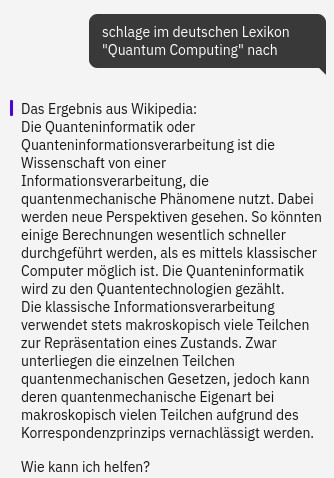 schlage im deutschen Lexikon
"Quantum Computing" nach
Das Ergebnis aus Wikipedia:
Die Quanteninformatik oder
Quanteninformationsverarbeitung ist die
Wissenschaft von einer
Informationsverarbeitung, die
quantenmechanische Phänomene nutzt. Dabei
werden neue Perspektiven gesehen. So könnten
einige Berechnungen wesentlich schneller
durchgeführt werden, als es mittels klassischer
Computer möglich ist. Die Quanteninformatik
wird zu den Quantentechnologien gezählt.
Die klassische Informationsverarbeitung
verwendet stets makroskopisch viele Teilchen
zur Repräsentation eines Zustands. Zwar
unterliegen die einzelnen Teilchen
quantenmechanischen Gesetzen, jedoch kann
deren quantenmechanische Eigenart bei
makroskopisch vielen Teilchen aufgrund des
Korrespondenzprinzips vernachlässigt werden.
Wie kann ich helfen?